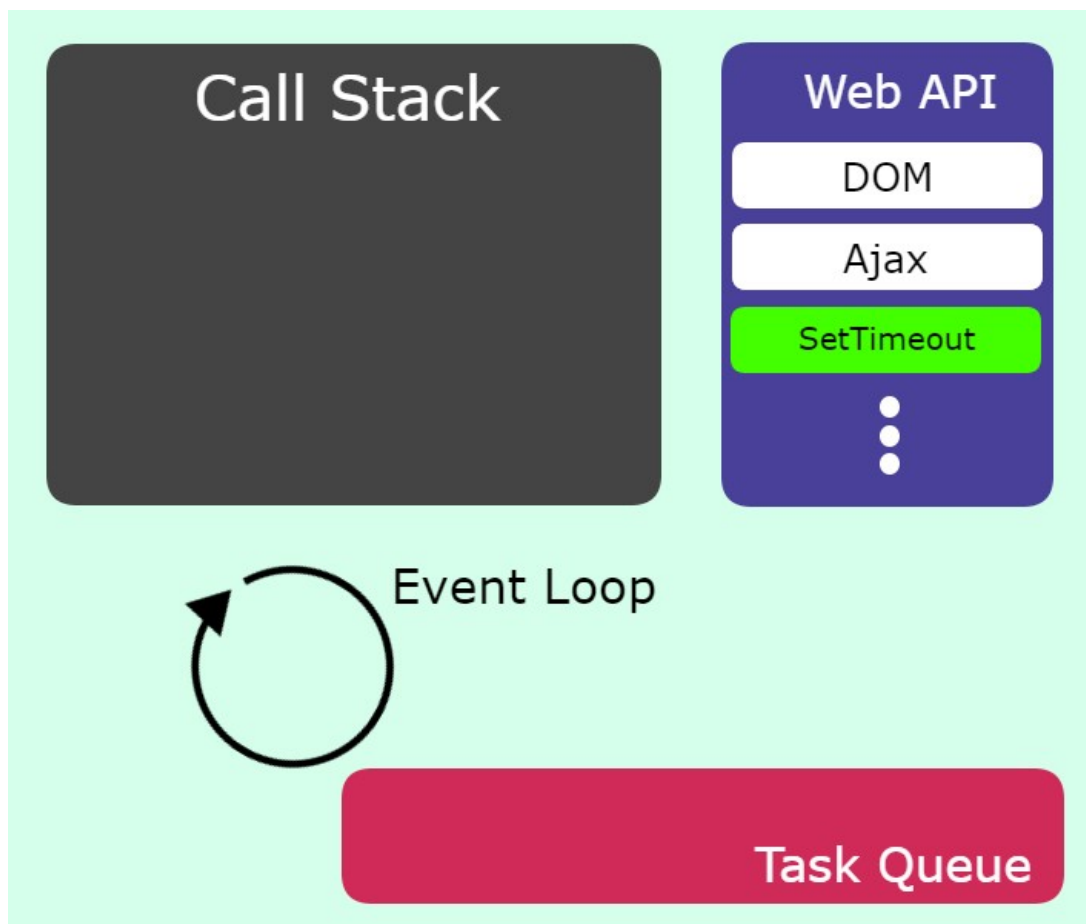 Call Stack
Web API
DOM
Ajax
SetTimeout
Event Loop
Task Queue